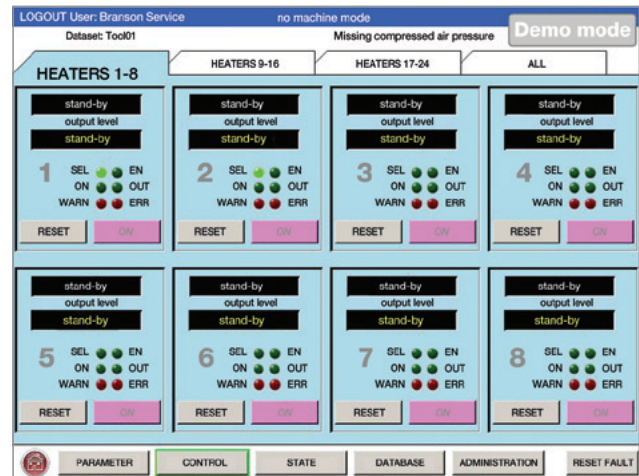 LOGOUT User: Branson Service no machine mode
Dataset: Tool01 Missing compressed air pressure Demo mode
HEATERS 1-8 HEATERS 9-16 HEATERS 17-24 ALL
stand-by stand-by stand-by stand-by
output level output level output level output level
stand-by stand-by stand-by stand-by
1 SEL EN 2 SEL EN 3 SEL EN 4 SEL EN
ON OUT ON OUT ON OUT ON OUT
WARN ERR WARN ERR WARN ERR WARN ERR
RESET ON RESET ON RESET ON RESET ON
stand-by stand-by stand-by stand-by
output level output level output level output level
stand-by stand-by stand-by stand-by
5 SEL EN 6 SEL EN 7 SEL EN 8 SEL EN
ON OUT ON OUT ON OUT ON OUT
WARN ERR WARN ERR WARN ERR WARN ERR
RESET ON RESET ON RESET ON RESET ON
PARAMETER CONTROL STATE DATABASE ADMINISTRATION RESET FAULT